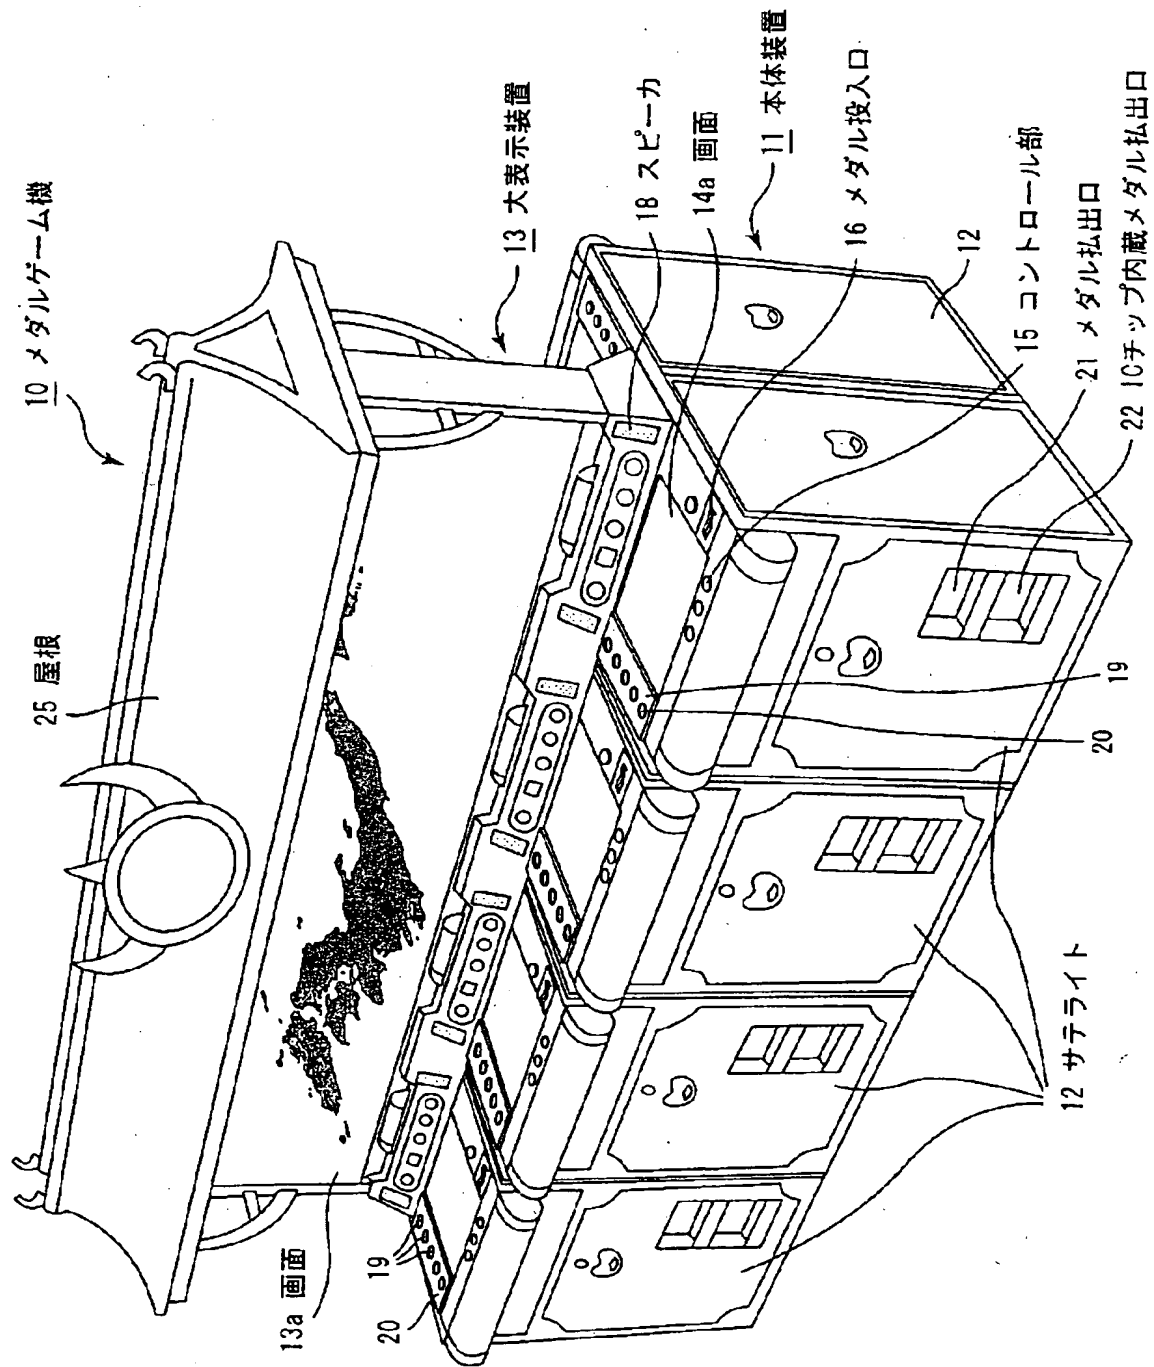 10 メダルゲーム機
25 屋根
13 大表示装置
18 スピーカ
14a 画面
11 本体装置
16 メダル投入口
12
15 コントロール部
21 メダル払出口
22 ICチップ内蔵メダル払出口
13a 画面
19
20
19
20
12 サテライト